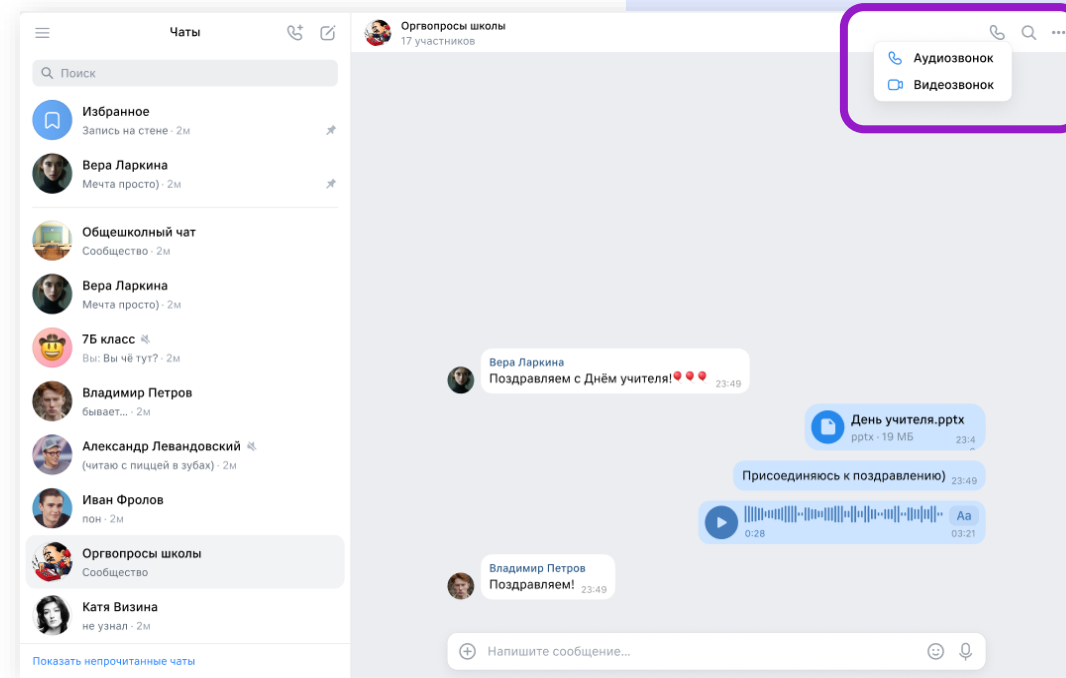 Чаты
Поиск
Избранное
Запись на стене · 2м
Вера Ларкина
Мечта просто) · 2м
Общешкольный чат
Сообщество · 2м
Вера Ларкина
Мечта просто) · 2м
7Б класс
Вы: Вы чё тут? · 2м
Владимир Петров
бывает... · 2м
Александр Левандовский
(читаю с пиццей в зубах) · 2м
Иван Фролов
пон · 2м
Оргвопросы школы
Сообщество
Катя Визина
не узнал · 2м
Показать непрочитанные чаты
Оргвопросы школы
17 участников
Аудиозвонок
Видеозвонок
Вера Ларкина
Поздравляем с Днём учителя! 23:49
День учителя.pptx
pptx · 19 МБ 23:4
Присоединяюсь к поздравлению) 23:49
Aa
0:28 03:21
Владимир Петров
Поздравляем! 23:49
Напишите сообщение...